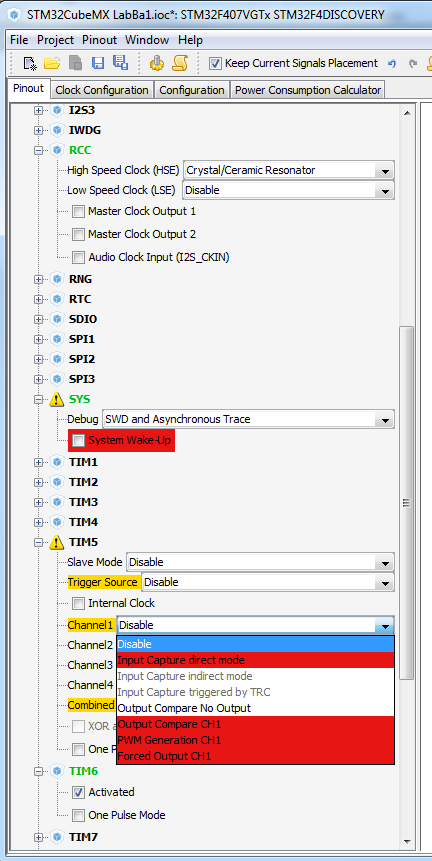 STM32CubeMX LabBa1.ioc*: STM32F407VGTx STM32F4DISCOVERY
File Project Pinout Window Help
Keep Current Signals Placement
Pinout Clock Configuration Configuration Power Consumption Calculator
I2S3
IWDG
RCC
High Speed Clock (HSE) Crystal/Ceramic Resonator
Low Speed Clock (LSE) Disable
Master Clock Output 1
Master Clock Output 2
Audio Clock Input (I2S_CKIN)
RNG
RTC
SDIO
SPI1
SPI2
SPI3
SYS
Debug SWD and Asynchronous Trace
System Wake-Up
TIM1
TIM2
TIM3
TIM4
TIM5
Slave Mode Disable
Trigger Source Disable
Internal Clock
Channel1 Disable
Channel2 Disable
Input Capture direct mode
Channel3 Input Capture indirect mode
Input Capture triggered by TRC
Channel4
Combined Output Compare No Output
XOR a Output Compare CH1
PWM Generation CH1
One P Forced Output CH1
TIM6
Activated
One Pulse Mode
TIM7